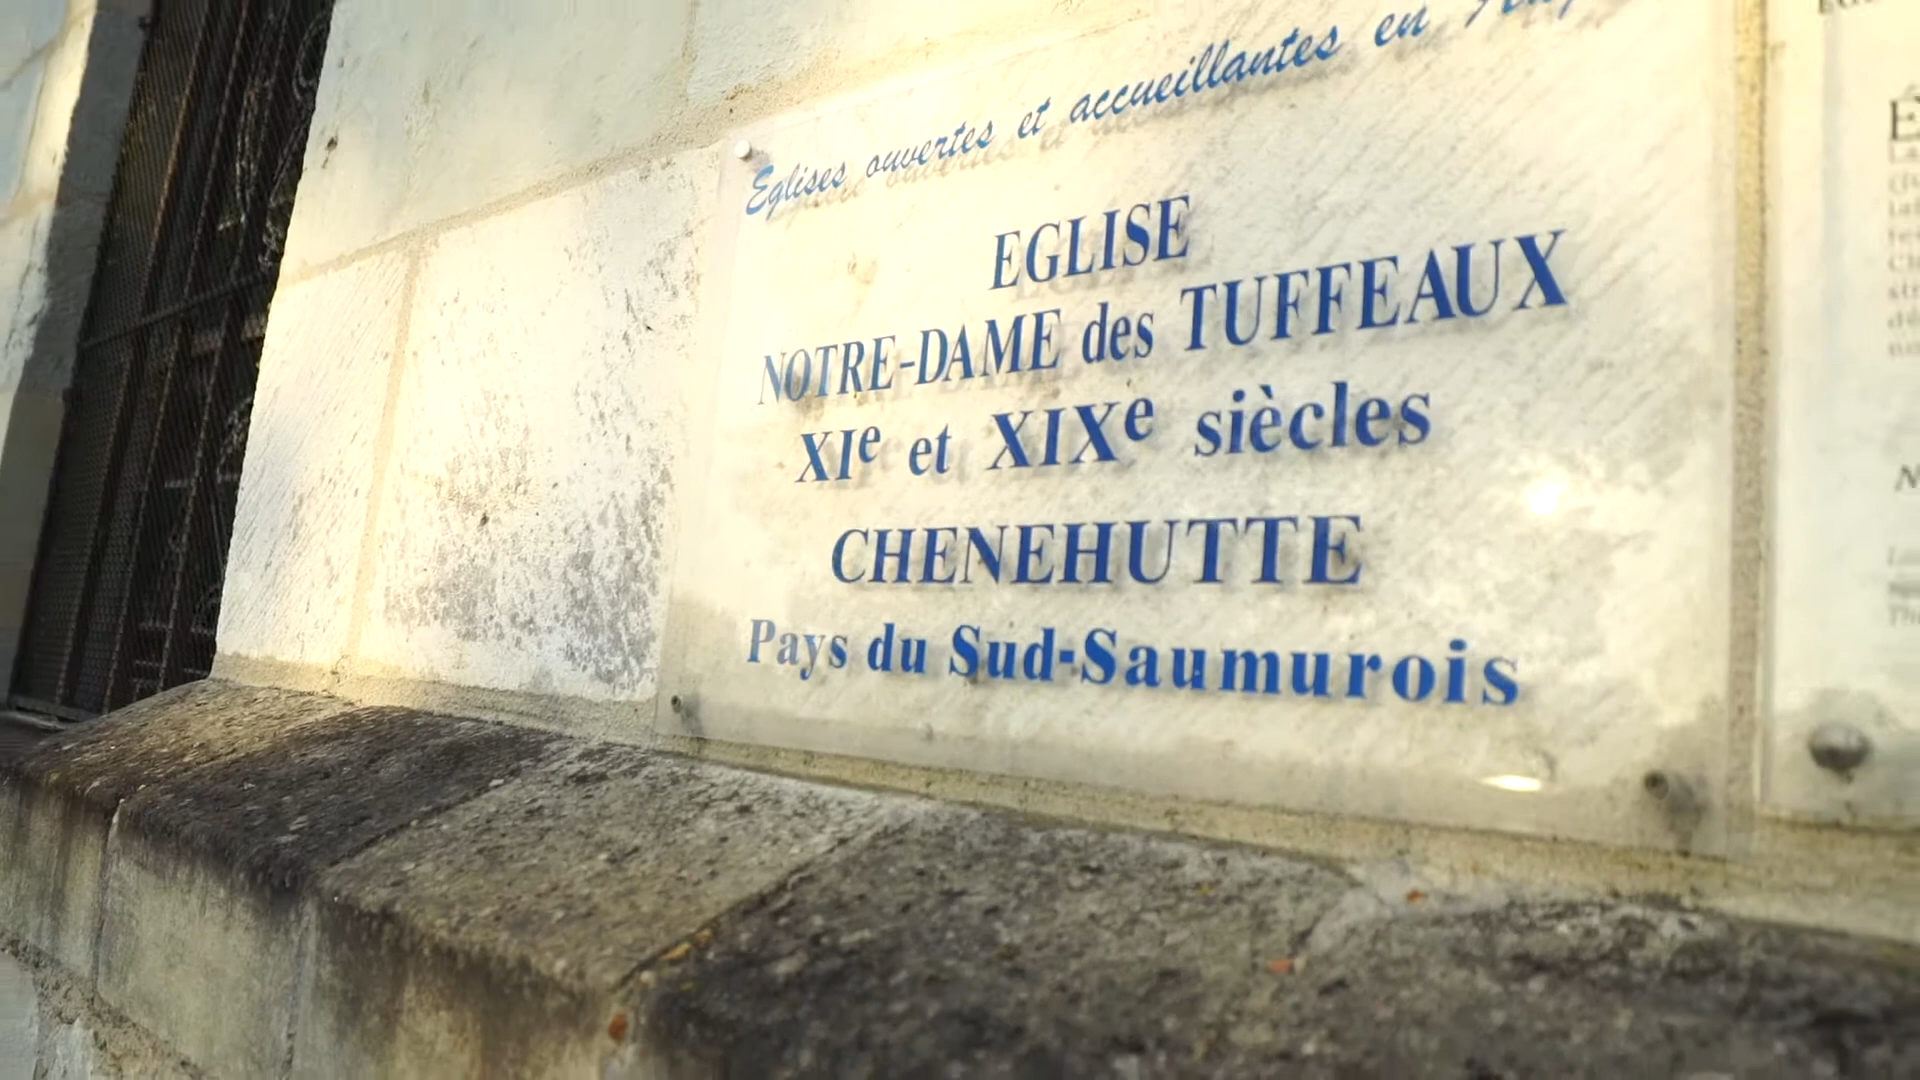 Eglises ouvertes et accueillantes en
EGLISE
NOTRE-DAME des TUFFEAUX
XIe et XIXe siècles
CHENEHUTTE
Pays du Sud-Saumurois